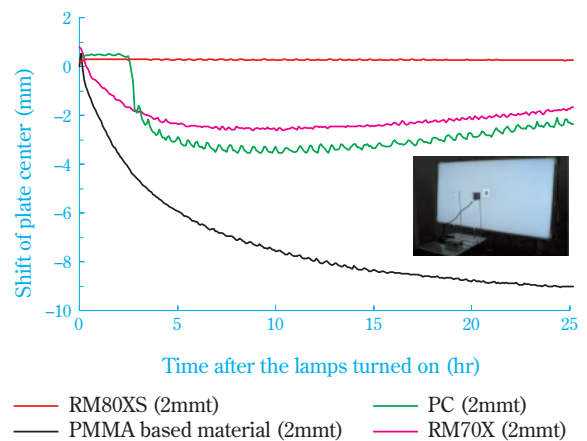 Shift of plate center (mm)
2
0
−2
−4
−6
−8
−10
0 5 10 15 20 25
Time after the lamps turned on (hr)
RM80XS (2mmt) PC (2mmt)
PMMA based material (2mmt) RM70X (2mmt)